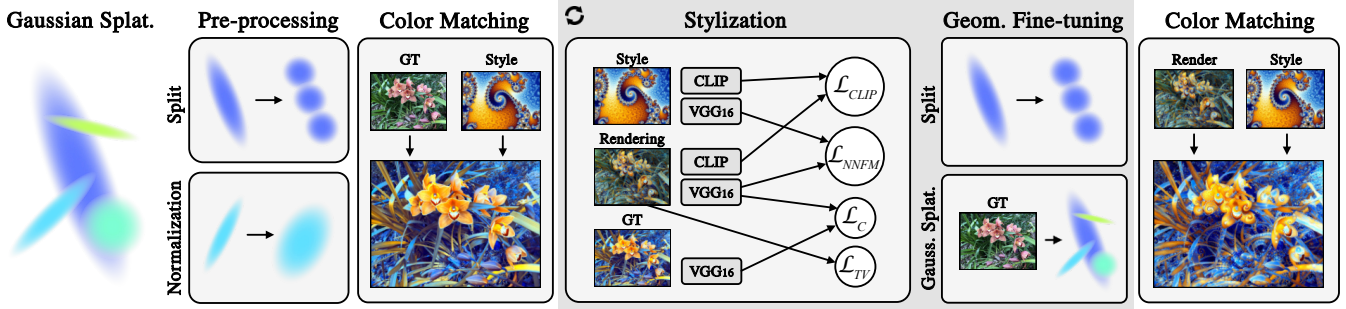 Gaussian Splat.
Pre-processing
Split
Normalization
Color Matching
GT
Style
Stylization
Style
CLIP
VGG16
Rendering
CLIP
VGG16
GT
VGG16
ℒCLIP
ℒNNFM
ℒC
ℒTV
Geom. Fine-tuning
Split
Gauss. Splat.
GT
Color Matching
Render
Style